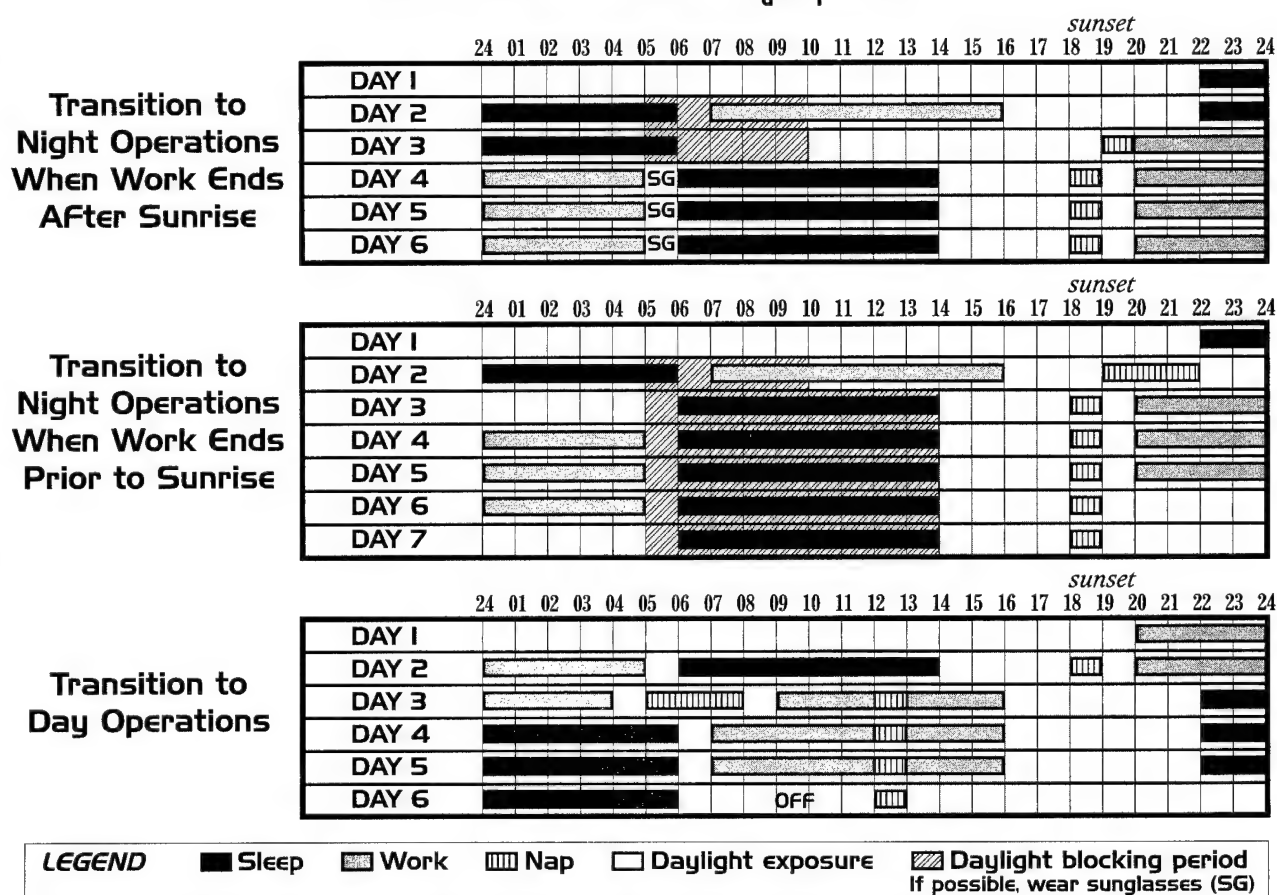 sunset
24 01 02 03 04 05 06 07 08 09 10 11 12 13 14 15 16 17 18 19 20 21 22 23 24
Transition to
Night Operations
When Work Ends
After Sunrise
DAY 1
DAY 2
DAY 3
DAY 4 SG
DAY 5 SG
DAY 6 SG
sunset
24 01 02 03 04 05 06 07 08 09 10 11 12 13 14 15 16 17 18 19 20 21 22 23 24
Transition to
Night Operations
When Work Ends
Prior to Sunrise
DAY 1
DAY 2
DAY 3
DAY 4
DAY 5
DAY 6
DAY 7
sunset
24 01 02 03 04 05 06 07 08 09 10 11 12 13 14 15 16 17 18 19 20 21 22 23 24
Transition to
Day Operations
DAY 1
DAY 2
DAY 3
DAY 4
DAY 5
DAY 6 OFF
LEGEND Sleep Work Nap Daylight exposure Daylight blocking period
If possible, wear sunglasses (SG)